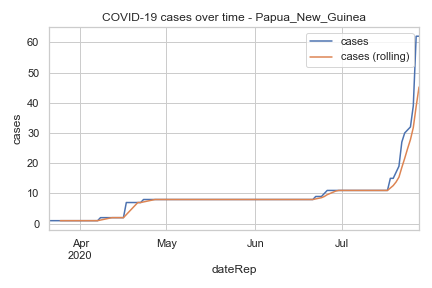 COVID-19 cases over time - Papua_New_Guinea
cases
cases (rolling)
60
50
40
30
20
10
0
cases
Apr
2020
May
Jun
Jul
dateRep